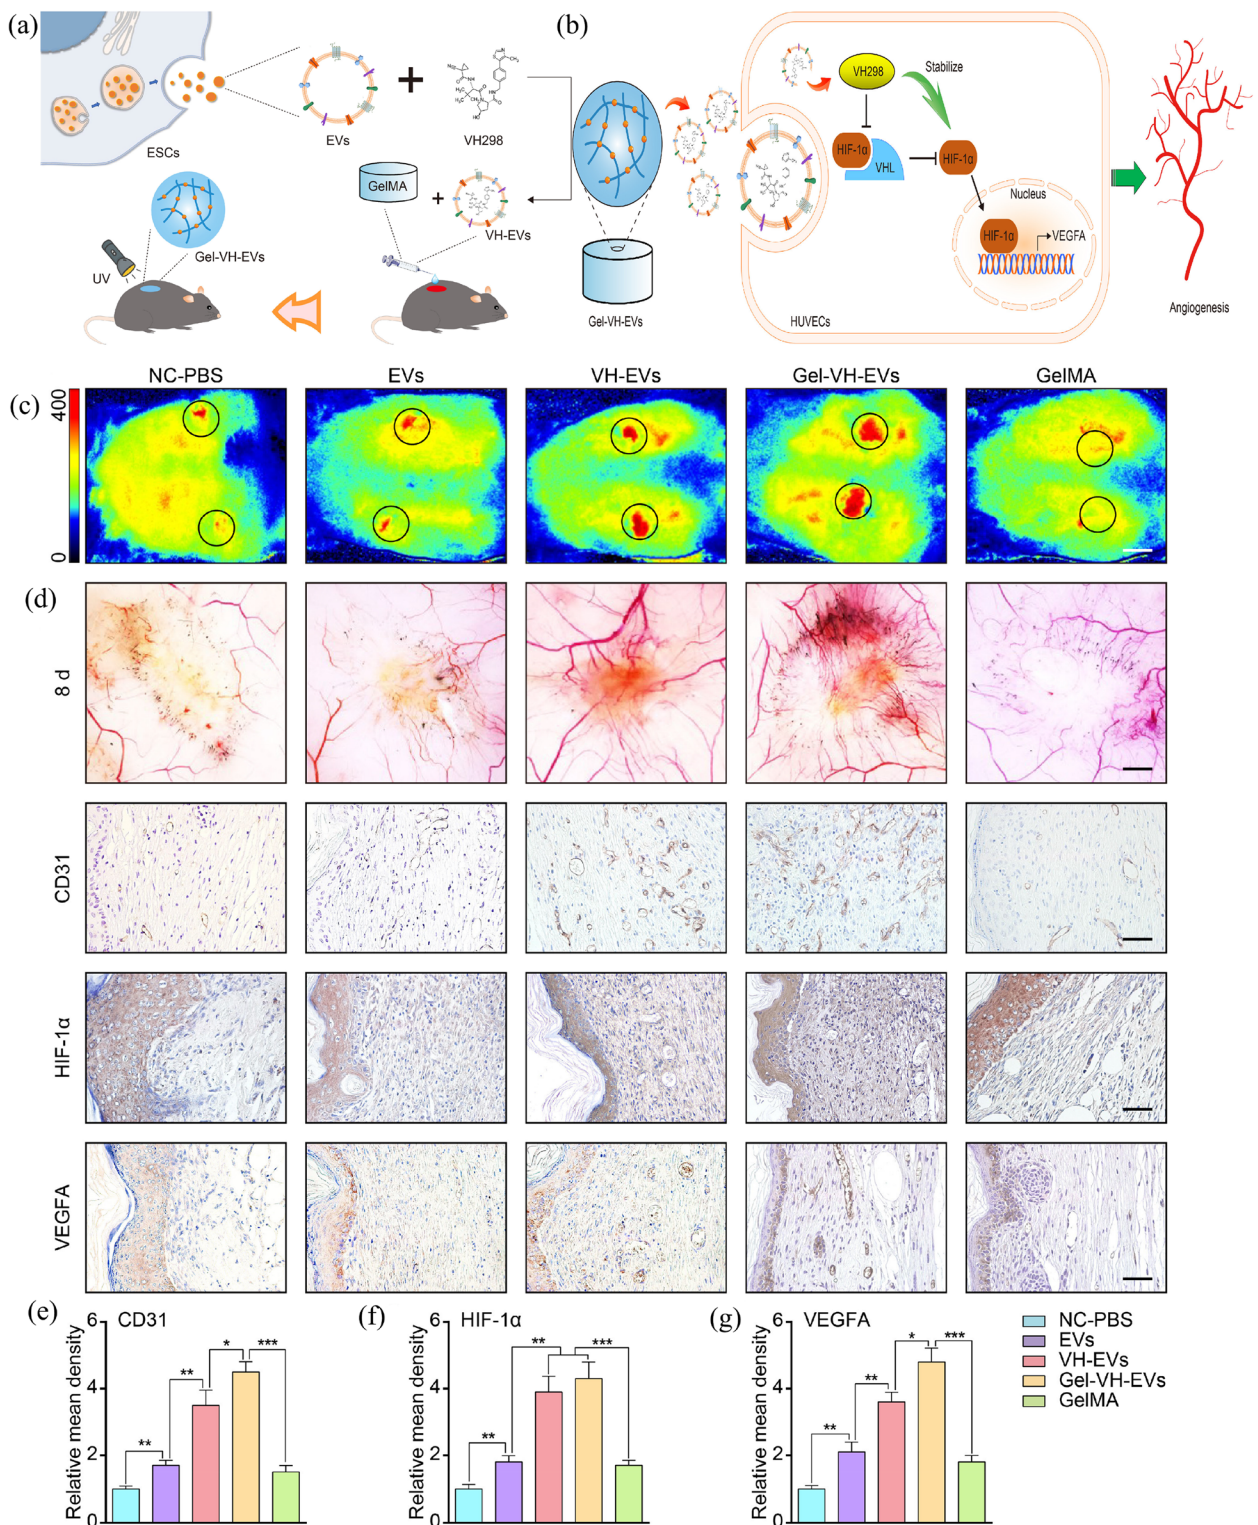 (a)
ESCs
EVs
+
VH298
GelMA
+
VH-EVs
Gel-VH-EVs
UV
(b)
Gel-VH-EVs
VH298
Stabilize
HIF-1α
VHL
HIF-1α
Nucleus
HIF-1α
VEGFA
HUVECs
Angiogenesis
NC-PBS EVs VH-EVs Gel-VH-EVs GelMA
(c)
400
0
(d)
8 d
CD31
HIF-1α
VEGFA
(e)
CD31
Relative mean density
6
4
2
0
**
**
*
***
(f)
HIF-1α
Relative mean density
6
4
2
0
**
**
***
(g)
VEGFA
Relative mean density
6
4
2
0
**
**
*
***
NC-PBS
EVs
VH-EVs
Gel-VH-EVs
GelMA